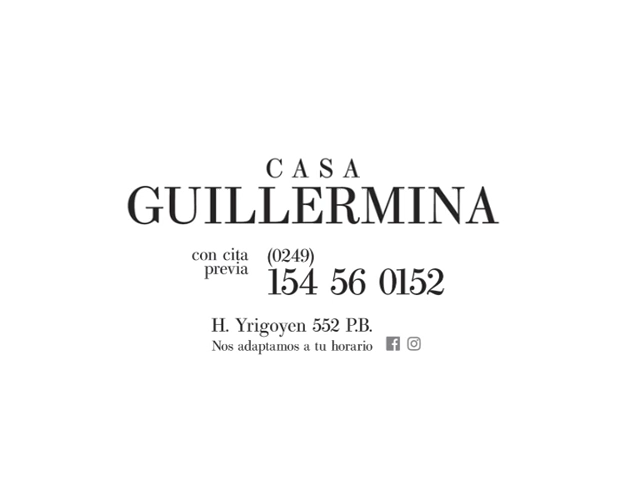 CASA
GUILLERMINA
con cita
previa
(0249)
154 56 0152
H. Yrigoyen 552 P.B.
Nos adaptamos a tu horario